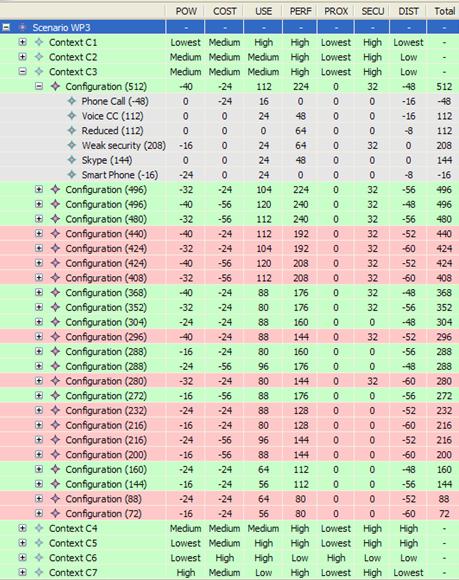 POW COST USE PERF PROX SECU DIST Total
Scenario WP3 - - - - - - - -
Context C1 Lowest Medium High High Lowest High Lowest -
Context C2 Medium Medium Medium High Lowest High Low -
Context C3 Medium Medium Medium High Lowest High Low -
Configuration (512) -40 -24 112 224 0 32 -48 512
Phone Call (-48) 0 -24 16 0 0 0 -16 -48
Voice CC (112) 0 0 24 48 0 0 -16 112
Reduced (112) 0 0 0 64 0 0 -8 112
Weak security (208) -16 0 24 64 0 32 0 208
Skype (144) 0 0 24 48 0 0 0 144
Smart Phone (-16) -24 0 24 0 0 0 -8 -16
Configuration (496) -32 -24 104 224 0 32 -56 496
Configuration (496) -40 -56 120 240 0 32 -48 496
Configuration (480) -32 -56 112 240 0 32 -56 480
Configuration (440) -40 -24 112 192 0 32 -52 440
Configuration (424) -32 -24 104 192 0 32 -60 424
Configuration (424) -40 -56 120 208 0 32 -52 424
Configuration (408) -32 -56 112 208 0 32 -60 408
Configuration (368) -40 -24 88 176 0 32 -48 368
Configuration (352) -32 -24 80 176 0 32 -56 352
Configuration (304) -24 -24 88 160 0 0 -48 304
Configuration (296) -40 -24 88 144 0 32 -52 296
Configuration (288) -16 -24 80 160 0 0 -56 288
Configuration (288) -24 -56 96 176 0 0 -48 288
Configuration (280) -32 -24 80 144 0 32 -60 280
Configuration (272) -16 -56 88 176 0 0 -56 272
Configuration (232) -24 -24 88 128 0 0 -52 232
Configuration (216) -16 -24 80 128 0 0 -60 216
Configuration (216) -24 -56 96 144 0 0 -52 216
Configuration (200) -16 -56 88 144 0 0 -60 200
Configuration (160) -24 -24 64 112 0 0 -48 160
Configuration (144) -16 -24 56 112 0 0 -56 144
Configuration (88) -24 -24 64 80 0 0 -52 88
Configuration (72) -16 -24 56 80 0 0 -60 72
Context C4 Medium Medium Medium High Lowest High High -
Context C5 Low Medium High High Lowest High Lowest -
Context C6 Lowest High High Low High Low Low -
Context C7 High Medium Low High Lowest High Lowest -